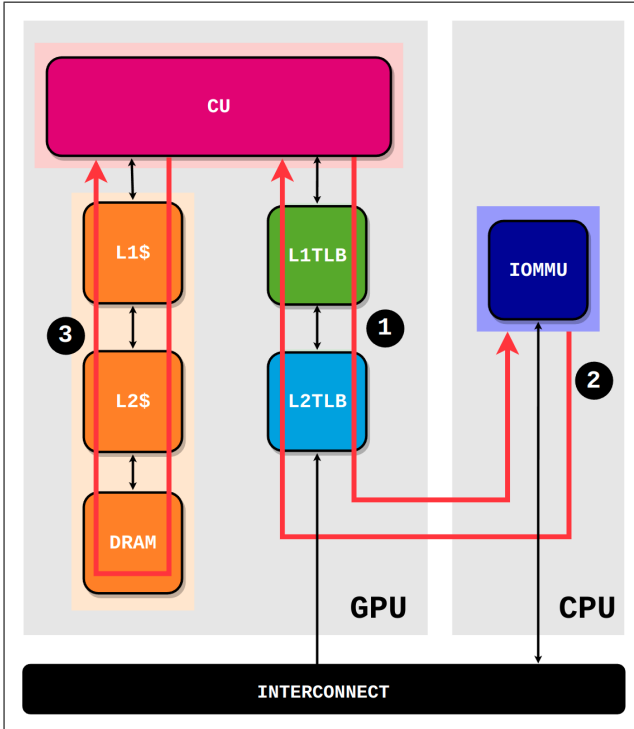 CU
L1$
L1TLB
IOMMU
3
1
2
L2$
L2TLB
DRAM
GPU
CPU
INTERCONNECT